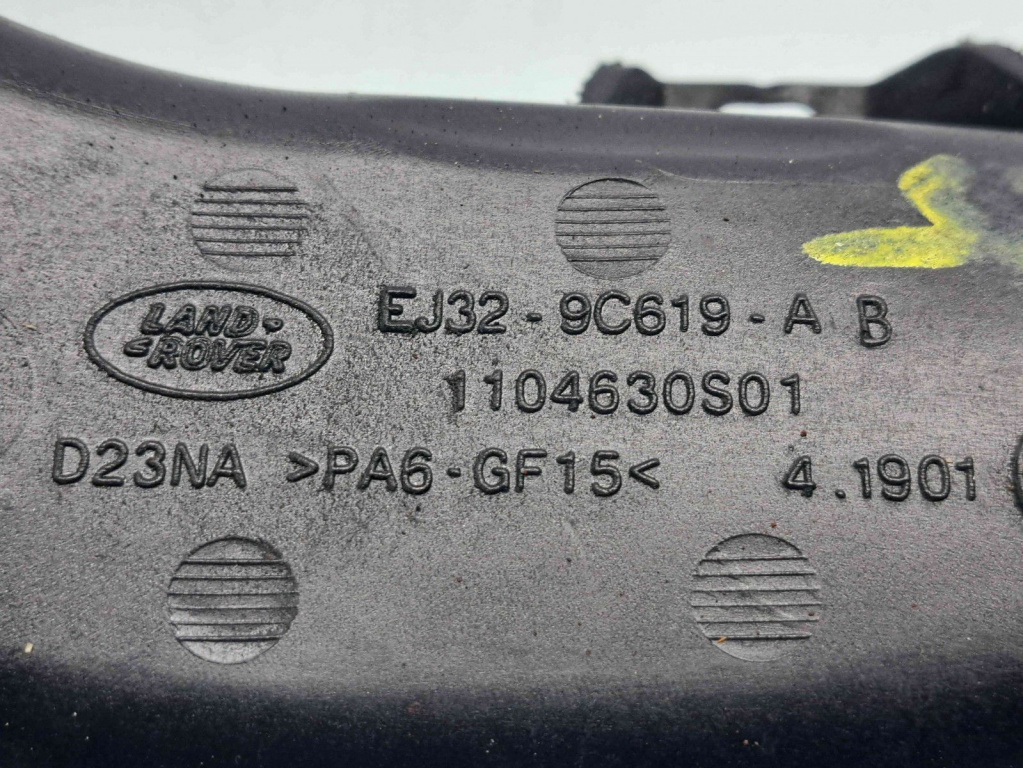 LAND-
ROVER
EJ32-9C619-A B
1104630S01
D23NA >PA6-GF15< 4.1901